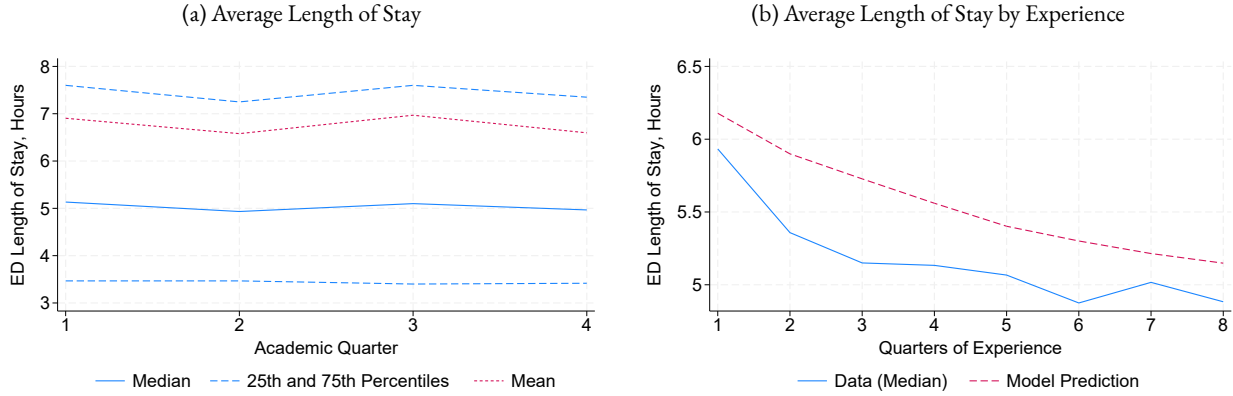 (a) Average Length of Stay
ED Length of Stay, Hours
8
7
6
5
4
3
1 2 3 4
Academic Quarter
Median 25th and 75th Percentiles Mean
(b) Average Length of Stay by Experience
ED Length of Stay, Hours
6.5
6
5.5
5
1 2 3 4 5 6 7 8
Quarters of Experience
Data (Median) Model Prediction